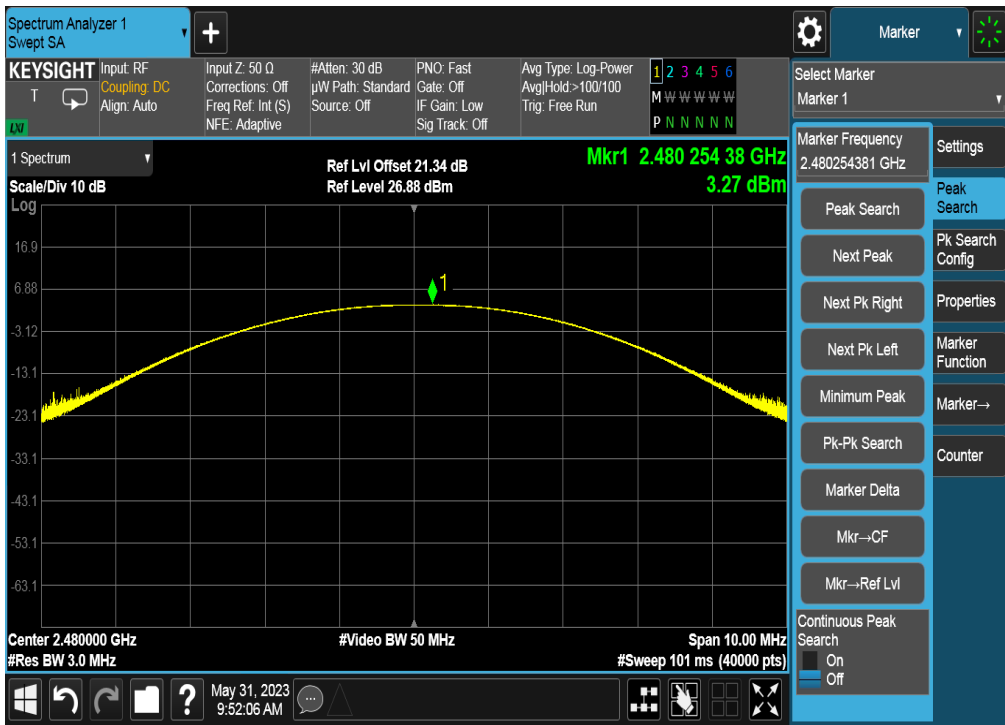 Spectrum Analyzer 1
Swept SA
+
Marker
KEYSIGHT
T
LXI
Input: RF
Coupling: DC
Align: Auto
Input Z: 50 Ω
Corrections: Off
Freq Ref: Int (S)
NFE: Adaptive
#Atten: 30 dB
µW Path: Standard
Source: Off
PNO: Fast
Gate: Off
IF Gain: Low
Sig Track: Off
Avg Type: Log-Power
Avg|Hold:>100/100
Trig: Free Run
1 2 3 4 5 6
M W W W W W
P N N N N N
Select Marker
Marker 1
1 Spectrum
Scale/Div 10 dB
Log
Ref Lvl Offset 21.34 dB
Ref Level 26.88 dBm
Mkr1 2.480 254 38 GHz
3.27 dBm
16.9
6.88
-3.12
-13.1
-23.1
-33.1
-43.1
-53.1
-63.1
1
Center 2.480000 GHz
#Res BW 3.0 MHz
#Video BW 50 MHz
Span 10.00 MHz
#Sweep 101 ms (40000 pts)
Marker Frequency
2.480254381 GHz
Peak Search
Next Peak
Next Pk Right
Next Pk Left
Minimum Peak
Pk-Pk Search
Marker Delta
Mkr→CF
Mkr→Ref Lvl
Continuous Peak
Search
On
Off
Settings
Peak
Search
Pk Search
Config
Properties
Marker
Function
Marker→
Counter
?
May 31, 2023
9:52:06 AM